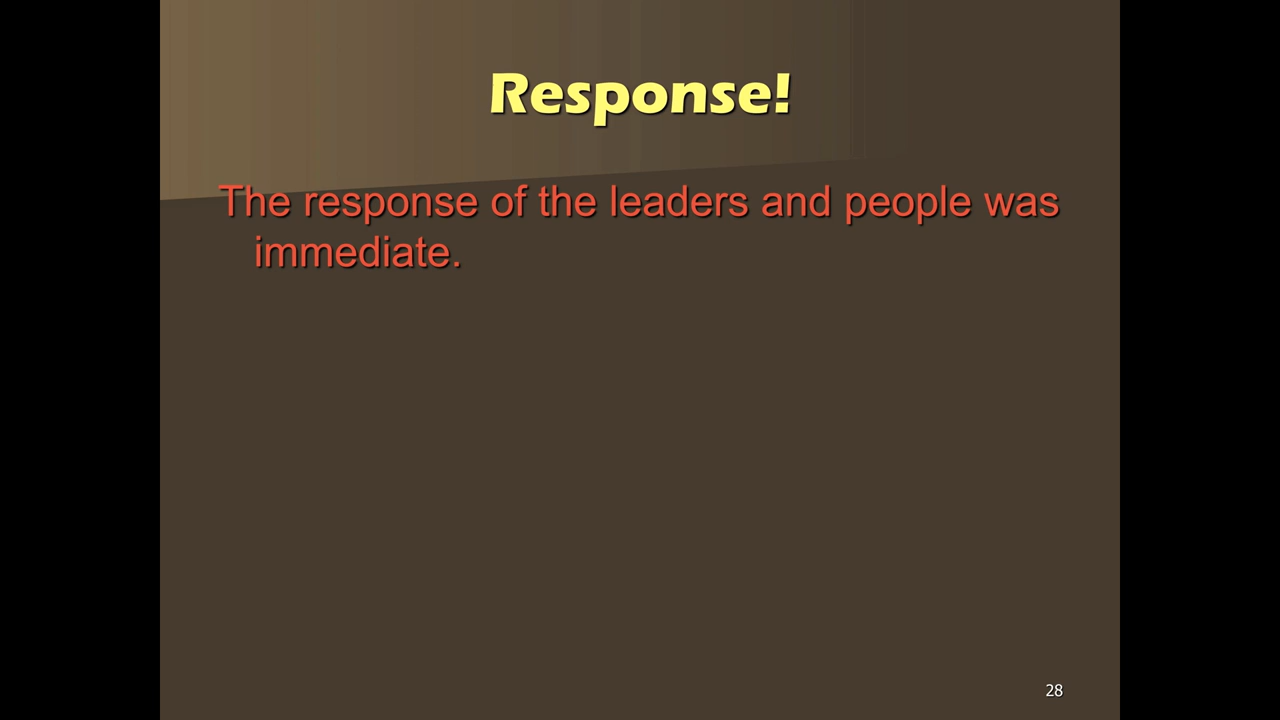 Response!
The response of the leaders and people was
immediate.
28